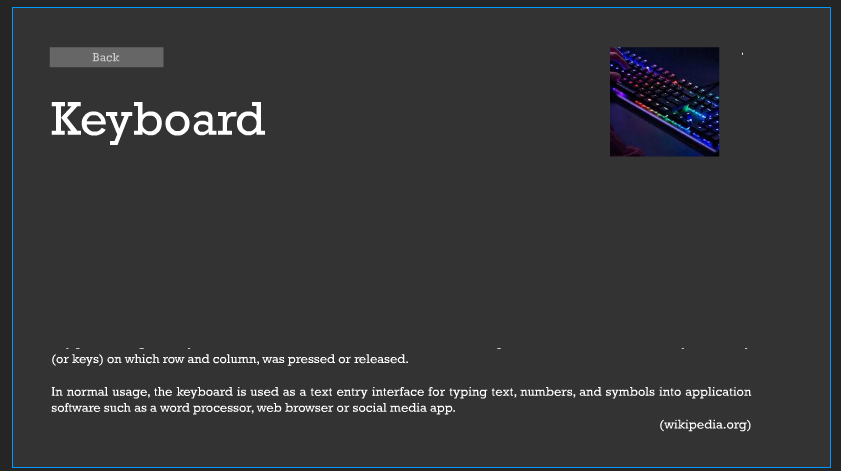 Back
Keyboard
(or keys) on which row and column, was pressed or released.
In normal usage, the keyboard is used as a text entry interface for typing text, numbers, and symbols into application
software such as a word processor, web browser or social media app.
(wikipedia.org)